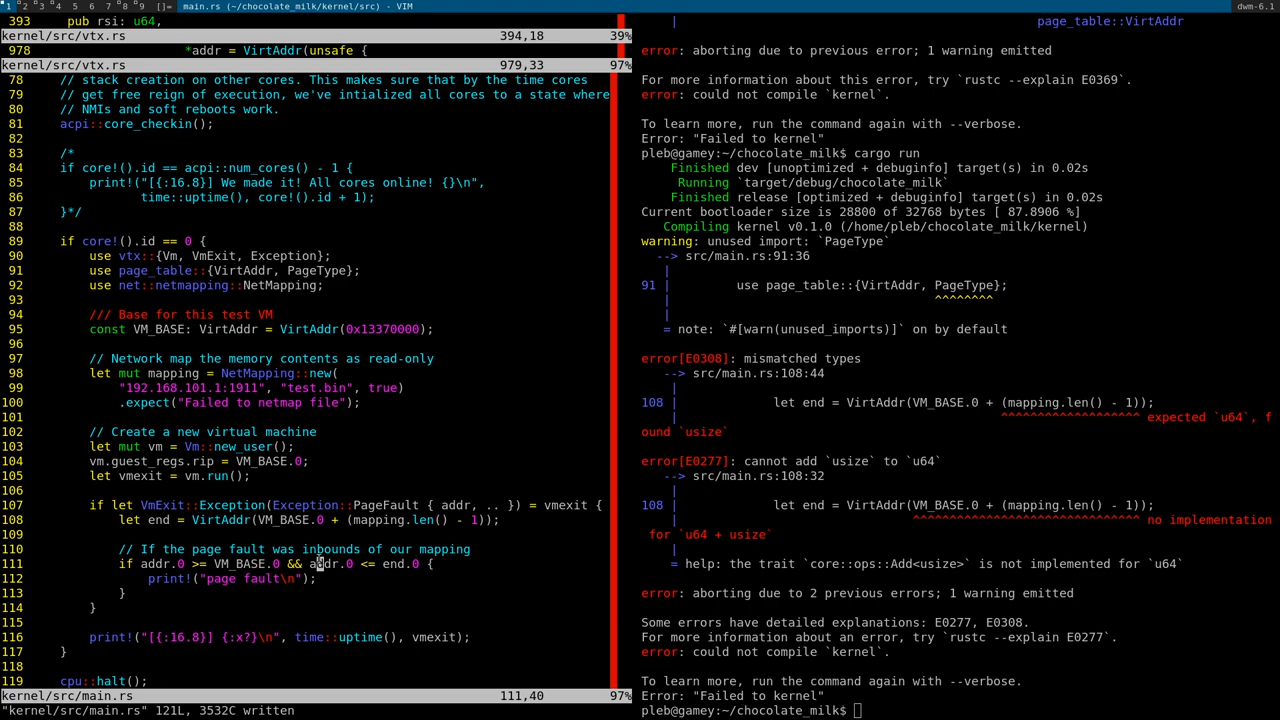 1 2 3 4 5 6 7 8 9 []= main.rs (~/chocolate_milk/kernel/src) - VIM dwm-6.1
393 pub rsi: u64,
kernel/src/vtx.rs 394,18 39%
978 *addr = VirtAddr(unsafe {
kernel/src/vtx.rs 979,33 97%
78 // stack creation on other cores. This makes sure that by the time cores
79 // get free reign of execution, we've intialized all cores to a state where
80 // NMIs and soft reboots work.
81 acpi::core_checkin();
82
83 /*
84 if core!().id == acpi::num_cores() - 1 {
85 print!("[{:16.8}] We made it! All cores online! {}\n",
86 time::uptime(), core!().id + 1);
87 }*/
88
89 if core!().id == 0 {
90 use vtx::{Vm, VmExit, Exception};
91 use page_table::{VirtAddr, PageType};
92 use net::netmapping::NetMapping;
93
94 /// Base for this test VM
95 const VM_BASE: VirtAddr = VirtAddr(0x13370000);
96
97 // Network map the memory contents as read-only
98 let mut mapping = NetMapping::new(
99 "192.168.101.1:1911", "test.bin", true)
100 .expect("Failed to netmap file");
101
102 // Create a new virtual machine
103 let mut vm = Vm::new_user();
104 vm.guest_regs.rip = VM_BASE.0;
105 let vmexit = vm.run();
106
107 if let VmExit::Exception(Exception::PageFault { addr, .. }) = vmexit {
108 let end = VirtAddr(VM_BASE.0 + (mapping.len() - 1));
109
110 // If the page fault was inbounds of our mapping
111 if addr.0 >= VM_BASE.0 && addr.0 <= end.0 {
112 print!("page fault\n");
113 }
114 }
115
116 print!("[{:16.8}] {:x?}\n", time::uptime(), vmexit);
117 }
118
119 cpu::halt();
kernel/src/main.rs 111,40 97%
"kernel/src/main.rs" 121L, 3532C written
| page_table::VirtAddr

error: aborting due to previous error; 1 warning emitted

For more information about this error, try `rustc --explain E0369`.
error: could not compile `kernel`.

To learn more, run the command again with --verbose.
Error: "Failed to kernel"
pleb@gamey:~/chocolate_milk$ cargo run
Finished dev [unoptimized + debuginfo] target(s) in 0.02s
Running `target/debug/chocolate_milk`
Finished release [optimized + debuginfo] target(s) in 0.02s
Current bootloader size is 28800 of 32768 bytes [ 87.8906 %]
Compiling kernel v0.1.0 (/home/pleb/chocolate_milk/kernel)
warning: unused import: `PageType`
--> src/main.rs:91:36
|
91 | use page_table::{VirtAddr, PageType};
| ^^^^^^^^
|
= note: `#[warn(unused_imports)]` on by default

error[E0308]: mismatched types
--> src/main.rs:108:44
|
108 | let end = VirtAddr(VM_BASE.0 + (mapping.len() - 1));
| ^^^^^^^^^^^^^^^^^^^ expected `u64`, f
ound `usize`

error[E0277]: cannot add `usize` to `u64`
--> src/main.rs:108:32
|
108 | let end = VirtAddr(VM_BASE.0 + (mapping.len() - 1));
| ^^^^^^^^^^^^^^^^^^^^^^^^^^^^^^^ no implementation
for `u64 + usize`
|
= help: the trait `core::ops::Add<usize>` is not implemented for `u64`

error: aborting due to 2 previous errors; 1 warning emitted

Some errors have detailed explanations: E0277, E0308.
For more information about an error, try `rustc --explain E0277`.
error: could not compile `kernel`.

To learn more, run the command again with --verbose.
Error: "Failed to kernel"
pleb@gamey:~/chocolate_milk$